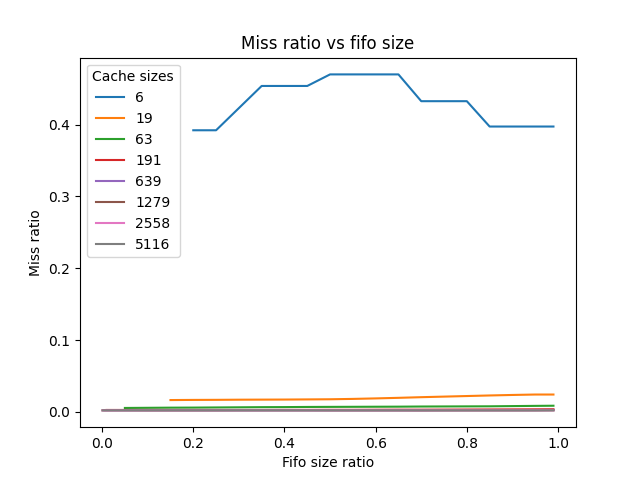 Miss ratio vs fifo size
Cache sizes
6
19
63
191
639
1279
2558
5116
Miss ratio
0.4
0.3
0.2
0.1
0.0
0.0 0.2 0.4 0.6 0.8 1.0
Fifo size ratio